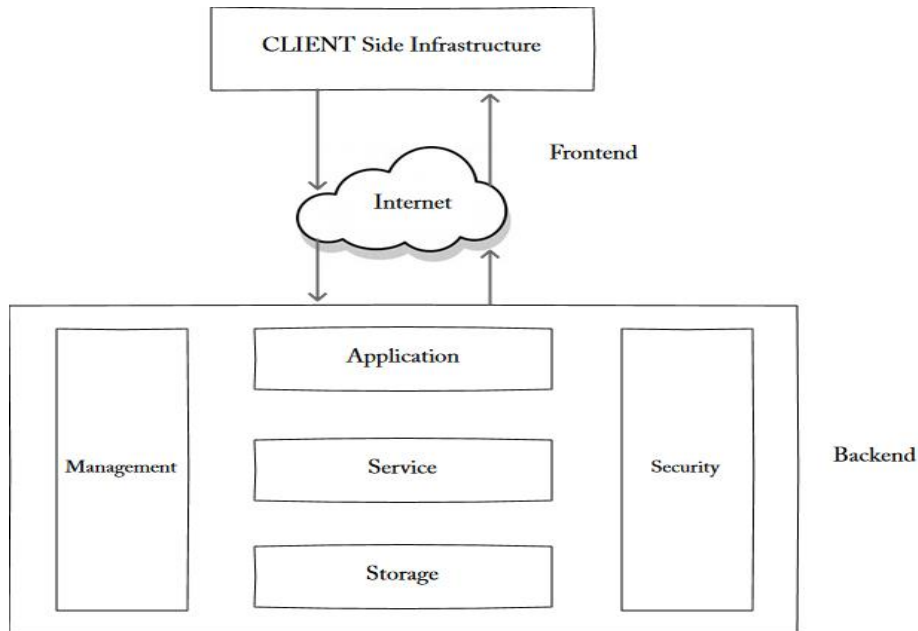 CLIENT Side Infrastructure
Frontend
Internet
Application
Management
Service
Security
Backend
Storage